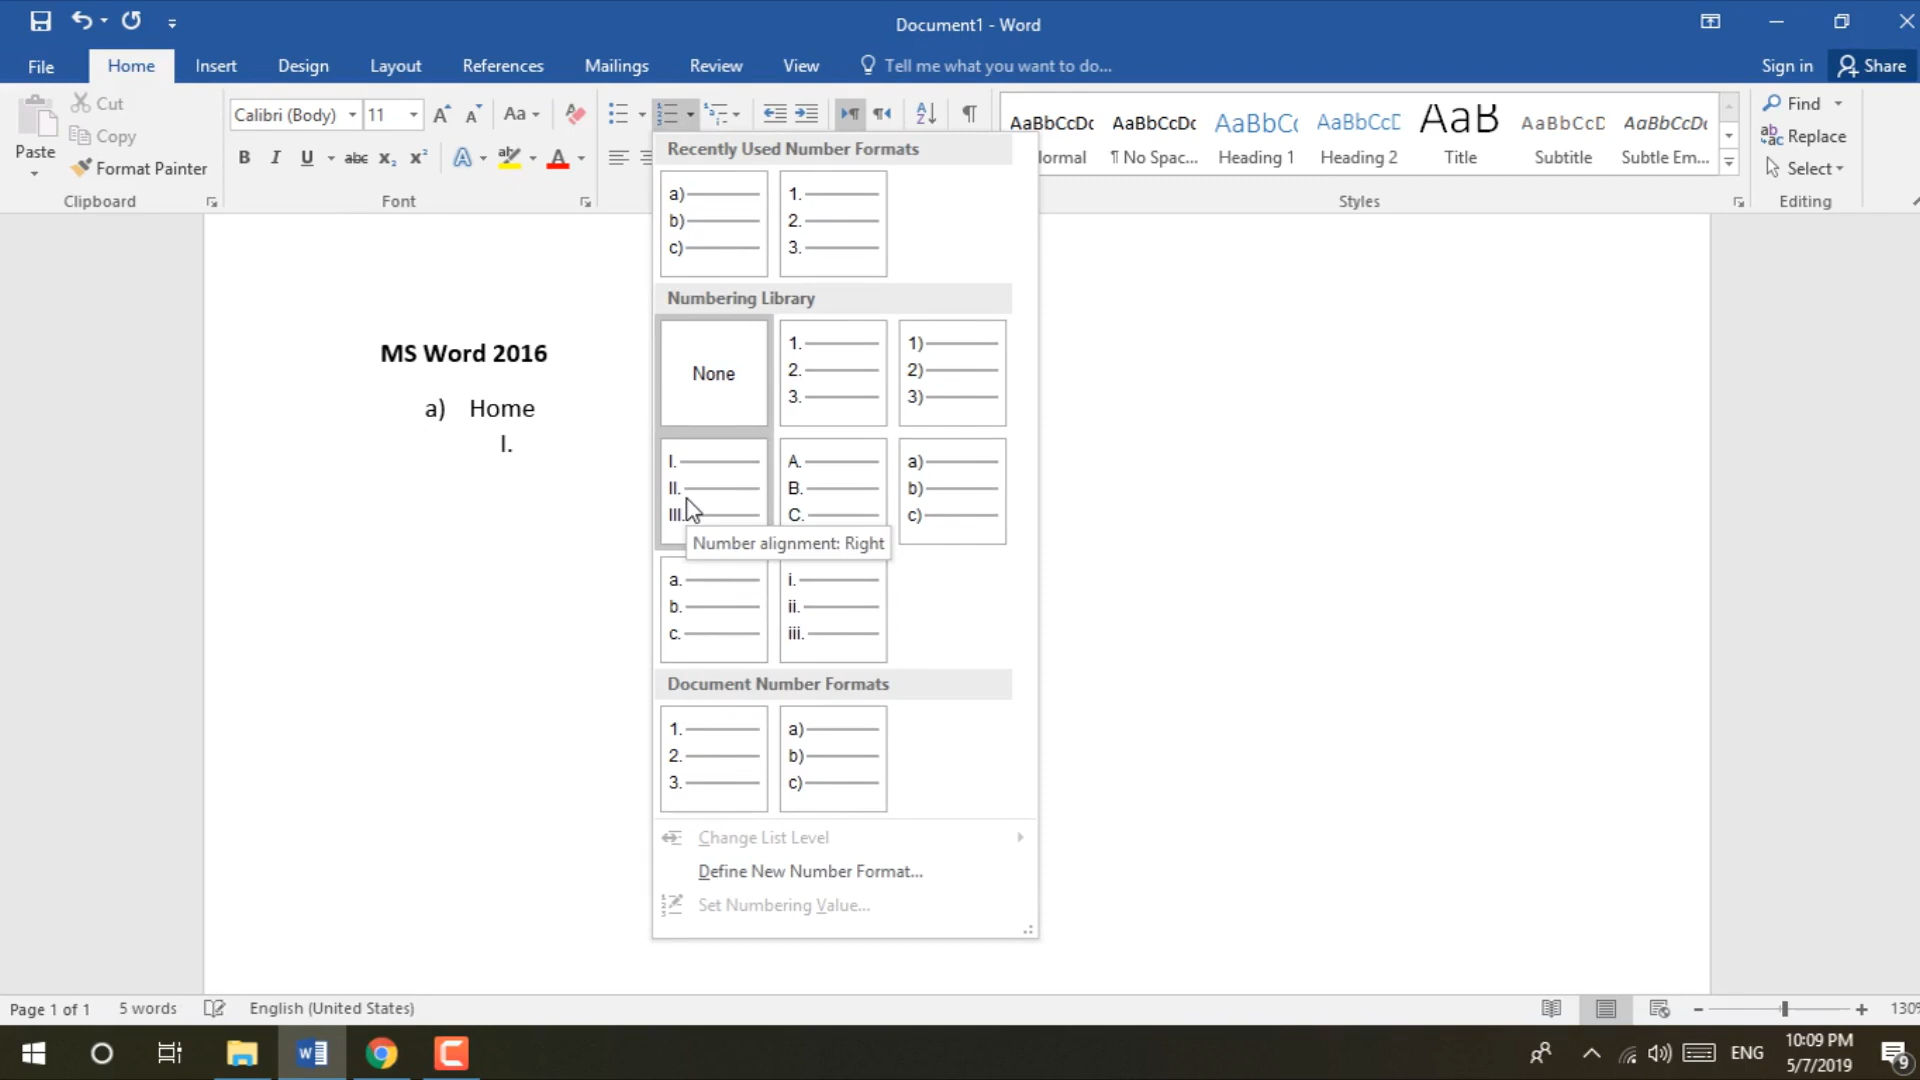 Document1 - Word
File Home Insert Design Layout References Mailings Review View Tell me what you want to do... Sign in Share
Cut
Copy
Paste
Format Painter
Clipboard
Calibri (Body) 11
Aa
B I U abc x₂ x² A ab A
Font
AaBbCcDc AaBbCcDc AaBbC AaBbCcE AaB AaBbCcD AaBbCcDt
ormal ¶ No Spac... Heading 1 Heading 2 Title Subtitle Subtle Em...
Styles
Find
Replace
Select
Editing
Recently Used Number Formats
a) 1.
b) 2.
c) 3.
Numbering Library
None
1. 1)
2. 2)
3. 3)
I. A. a)
II. B. b)
III. C. c)
Number alignment: Right
a. i.
b. ii.
c. iii.
Document Number Formats
1. a)
2. b)
3. c)
Change List Level
Define New Number Format...
Set Numbering Value...
MS Word 2016
a) Home
I.
Page 1 of 1 5 words English (United States) 130%
ENG
10:09 PM
5/7/2019
9